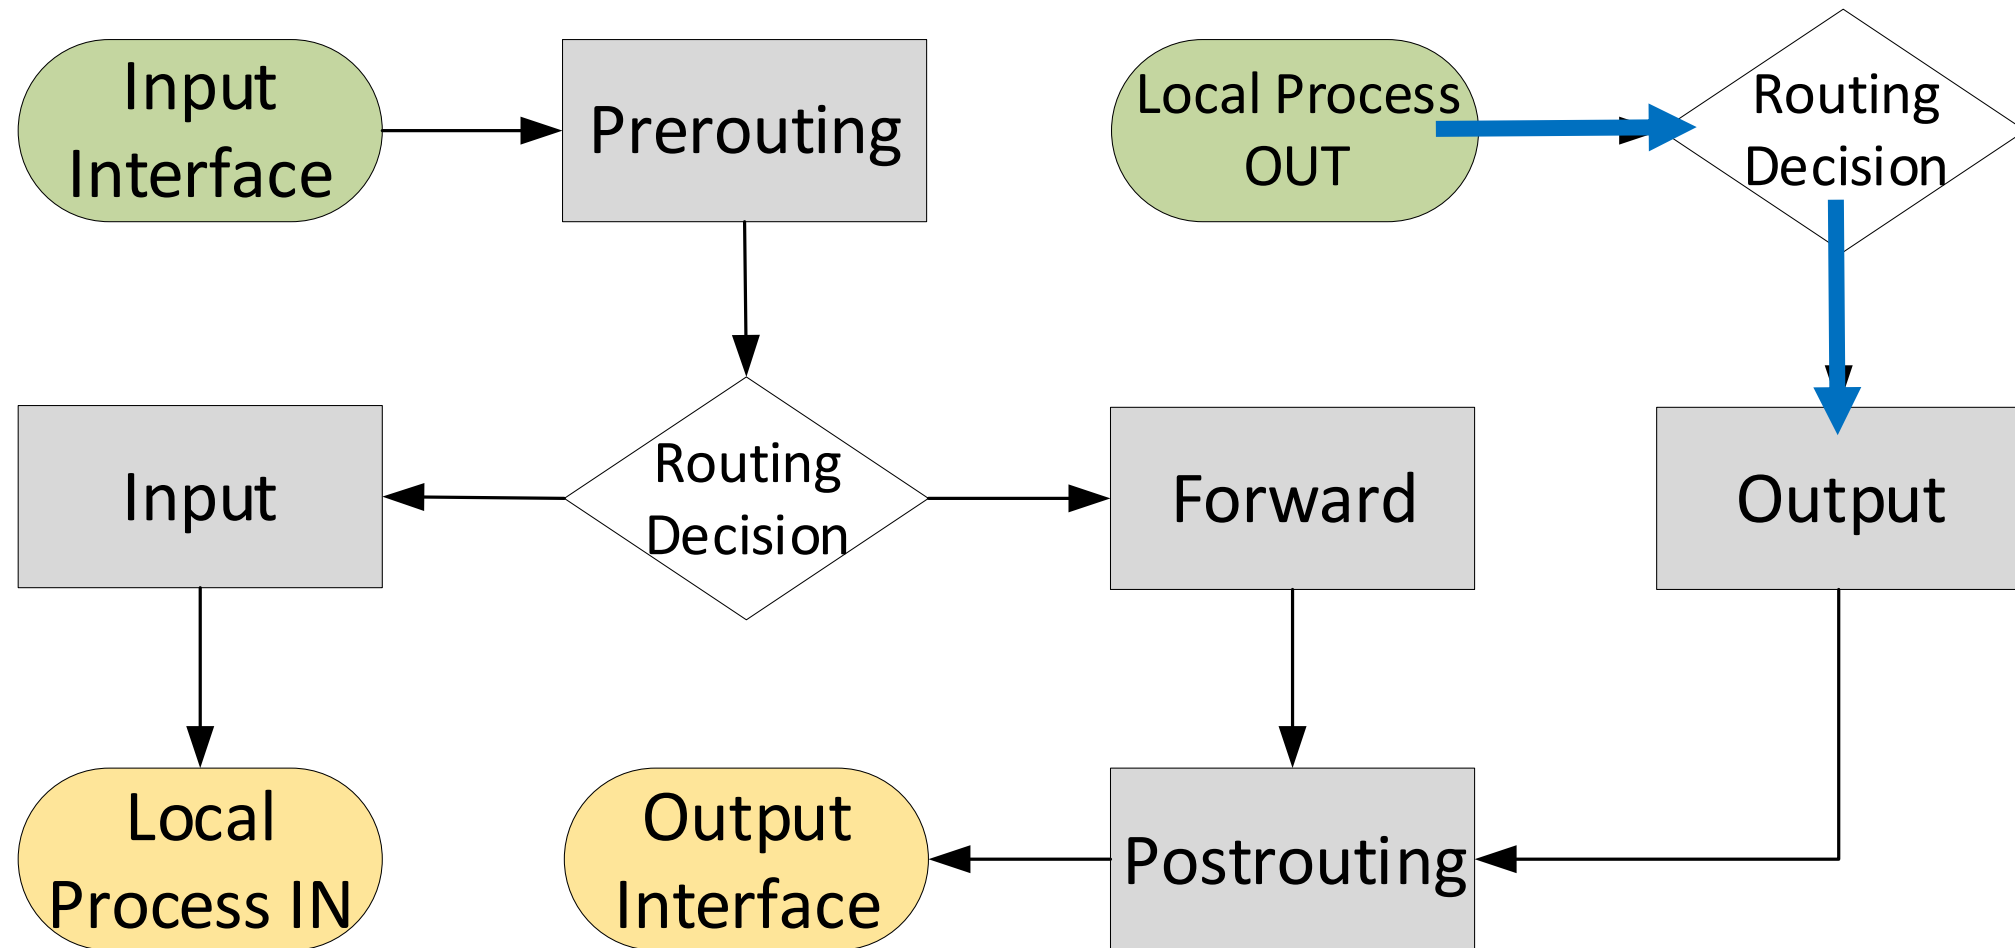 Input
Interface
Prerouting
Local Process
OUT
Routing
Decision
Input
Routing
Decision
Forward
Output
Local
Process IN
Output
Interface
Postrouting